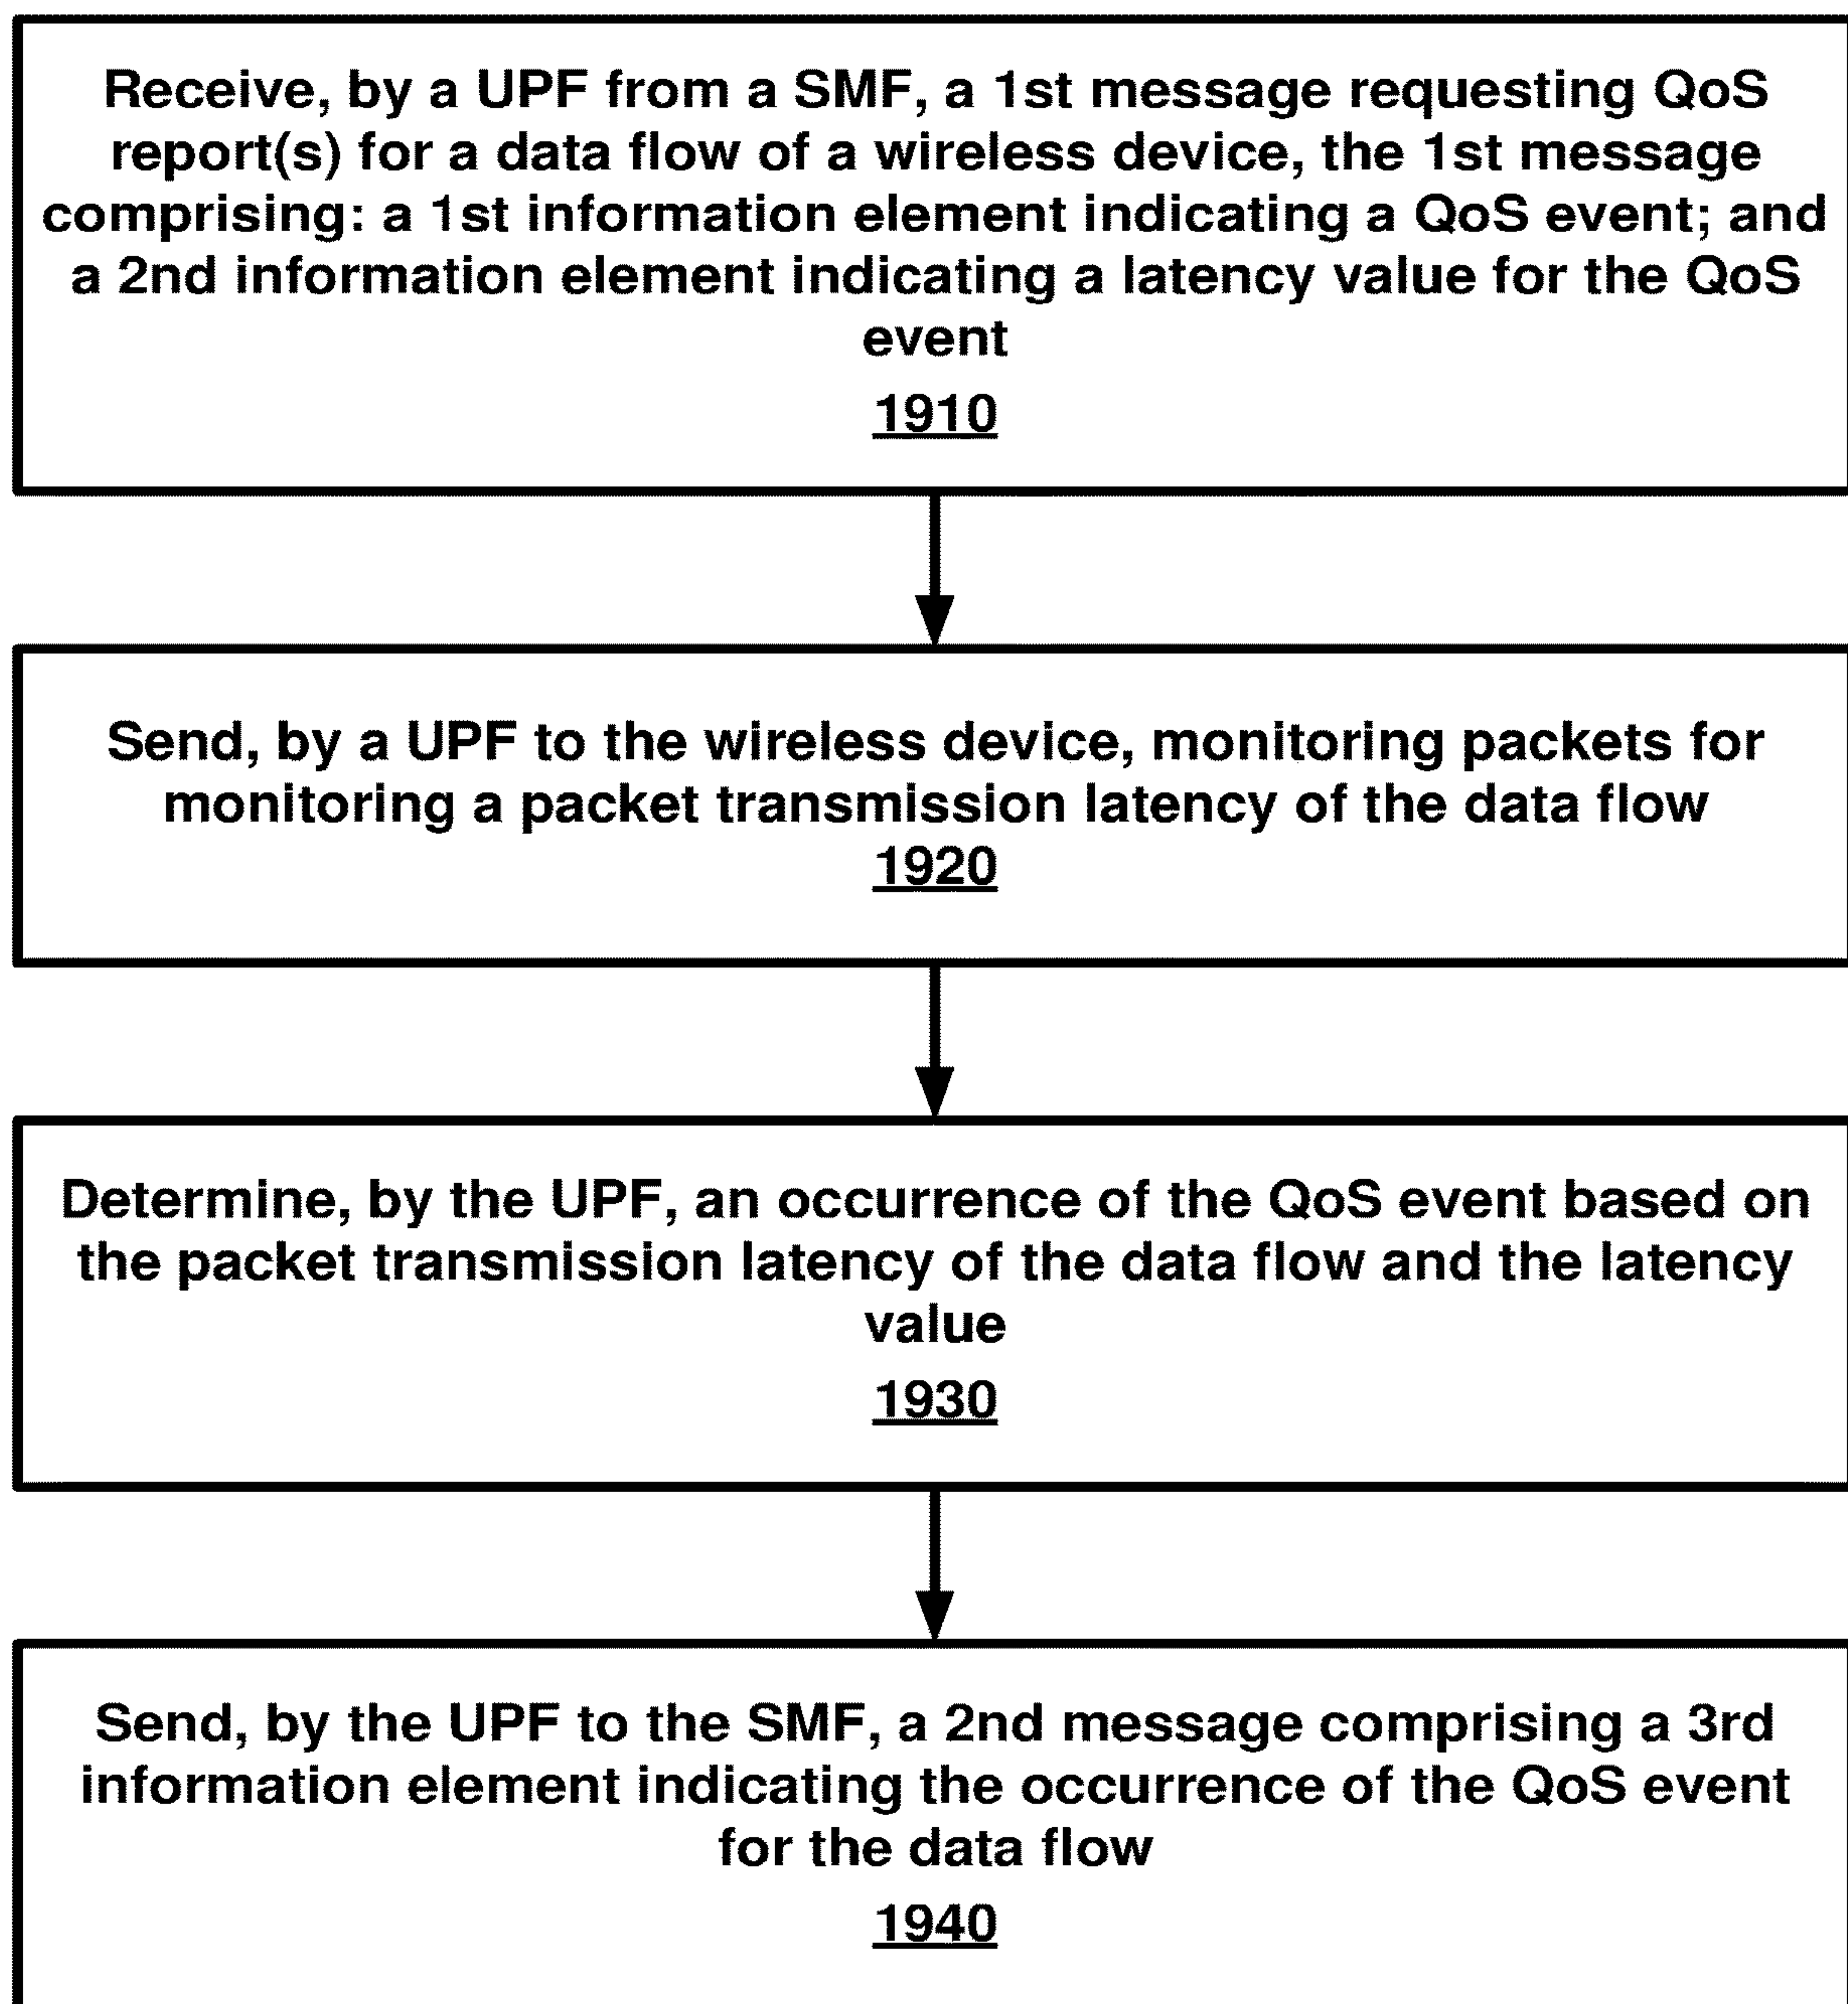 Receive, by a UPF from a SMF, a 1st message requesting QoS
report(s) for a data flow of a wireless device, the 1st message
comprising: a 1st information element indicating a QoS event; and
a 2nd information element indicating a latency value for the QoS
event
1910
Send, by a UPF to the wireless device, monitoring packets for
monitoring a packet transmission latency of the data flow
1920
Determine, by the UPF, an occurrence of the QoS event based on
the packet transmission latency of the data flow and the latency
value
1930
Send, by the UPF to the SMF, a 2nd message comprising a 3rd
information element indicating the occurrence of the QoS event
for the data flow
1940